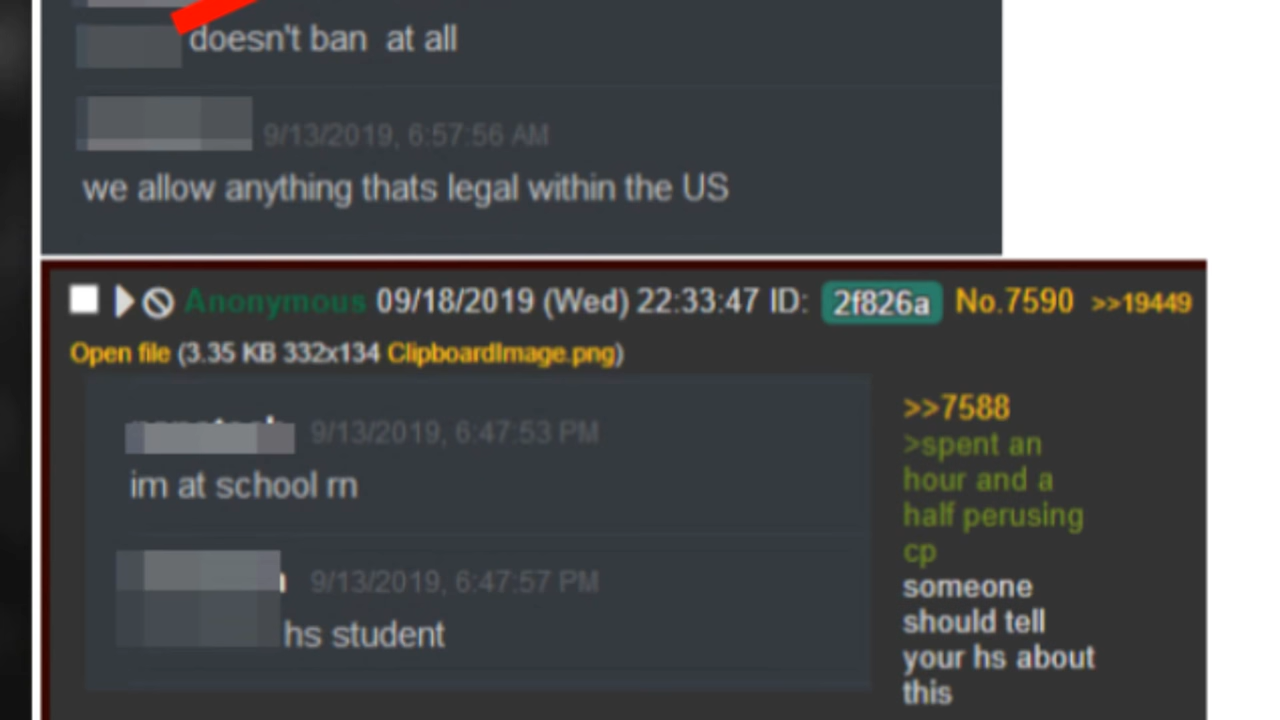 doesn't ban at all
9/13/2019, 6:57:56 AM
we allow anything thats legal within the US
Anonymous 09/18/2019 (Wed) 22:33:47 ID: 2f826a No.7590 >>19449
Open file (3.35 KB 332x134 ClipboardImage.png)
9/13/2019, 6:47:53 PM
im at school rn
9/13/2019, 6:47:57 PM
hs student
>>7588
>spent an
hour and a
half perusing
cp
someone
should tell
your hs about
this